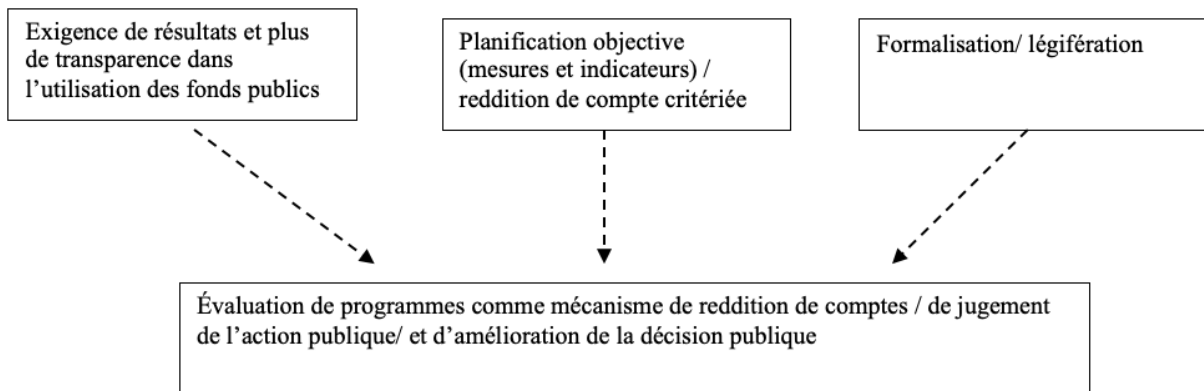 Exigence de résultats et plus
de transparence dans
l’utilisation des fonds publics
Planification objective
(mesures et indicateurs) /
reddition de compte critériée
Formalisation/ légifération
Évaluation de programmes comme mécanisme de reddition de comptes / de jugement
de l’action publique/ et d’amélioration de la décision publique